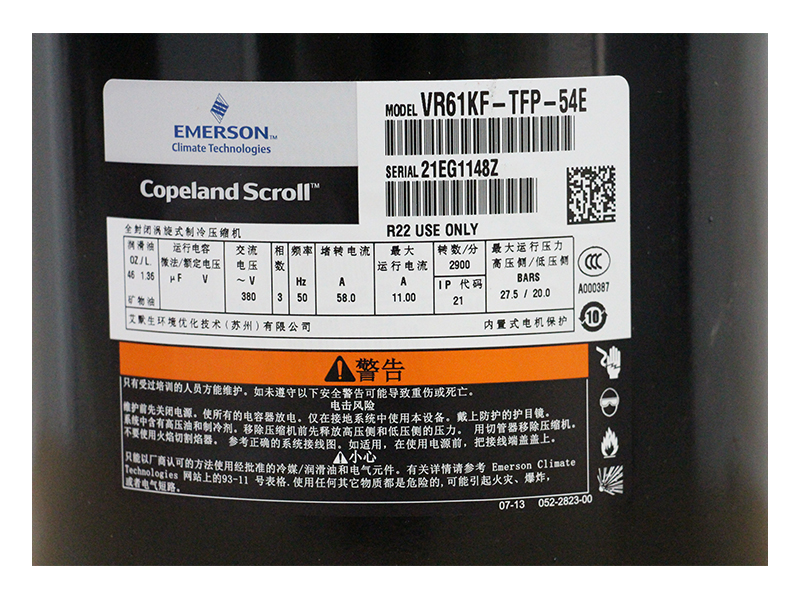 EMERSON™
Climate Technologies
Copeland Scroll™
MODEL VR61KF-TFP-54E
SERIAL 21EG1148Z
R22 USE ONLY
全封闭涡旋式制冷压缩机
润滑油 OZ/L. 46 1.36 矿物油
运行电容 微法/额定电压 μF V
交流电压 ~V 380
相数 3
频率 Hz 50
堵转电流 A 58.0
最大运行电流 A 11.00
转数/分 2900
IP 代码 21
最大运行压力 高压侧/低压侧 BARS 27.5 / 20.0
CCC
A000387
10
艾默生环境优化技术(苏州)有限公司
内置式电机保护
警告
只有受过培训的人员方能维护。如未遵守以下安全警告可能导致重伤或死亡。
电击风险
维护前先关闭电源。使所有的电容器放电。仅在接地系统中使用本设备。戴上防护的护目镜。
系统中含有高压油和制冷剂。移除压缩机前先释放高压侧和低压侧的压力。 用切管器移除压缩机。
不要使用火焰切割焰器。 参考正确的系统接线图。如适用,在使用电源前,把接线端盖盖上。
小心
只能以厂商认可的方法使用经批准的冷媒/润滑油和电气元件。有关详情请参考 Emerson Climate
Technologies 网站上的93-11 号表格.使用任何其它物质都是危险的,可能引起火灾、爆炸,
或者电气短路。
07-13 052-2823-00